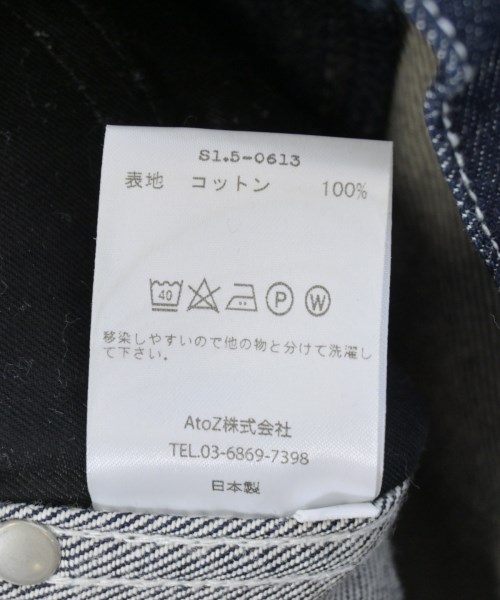 S1.5-0613
表地 コットン 100%
40 P W
移染しやすいので他の物と分けて洗濯し
て下さい。
AtoZ株式会社
TEL.03-6869-7398
日本製